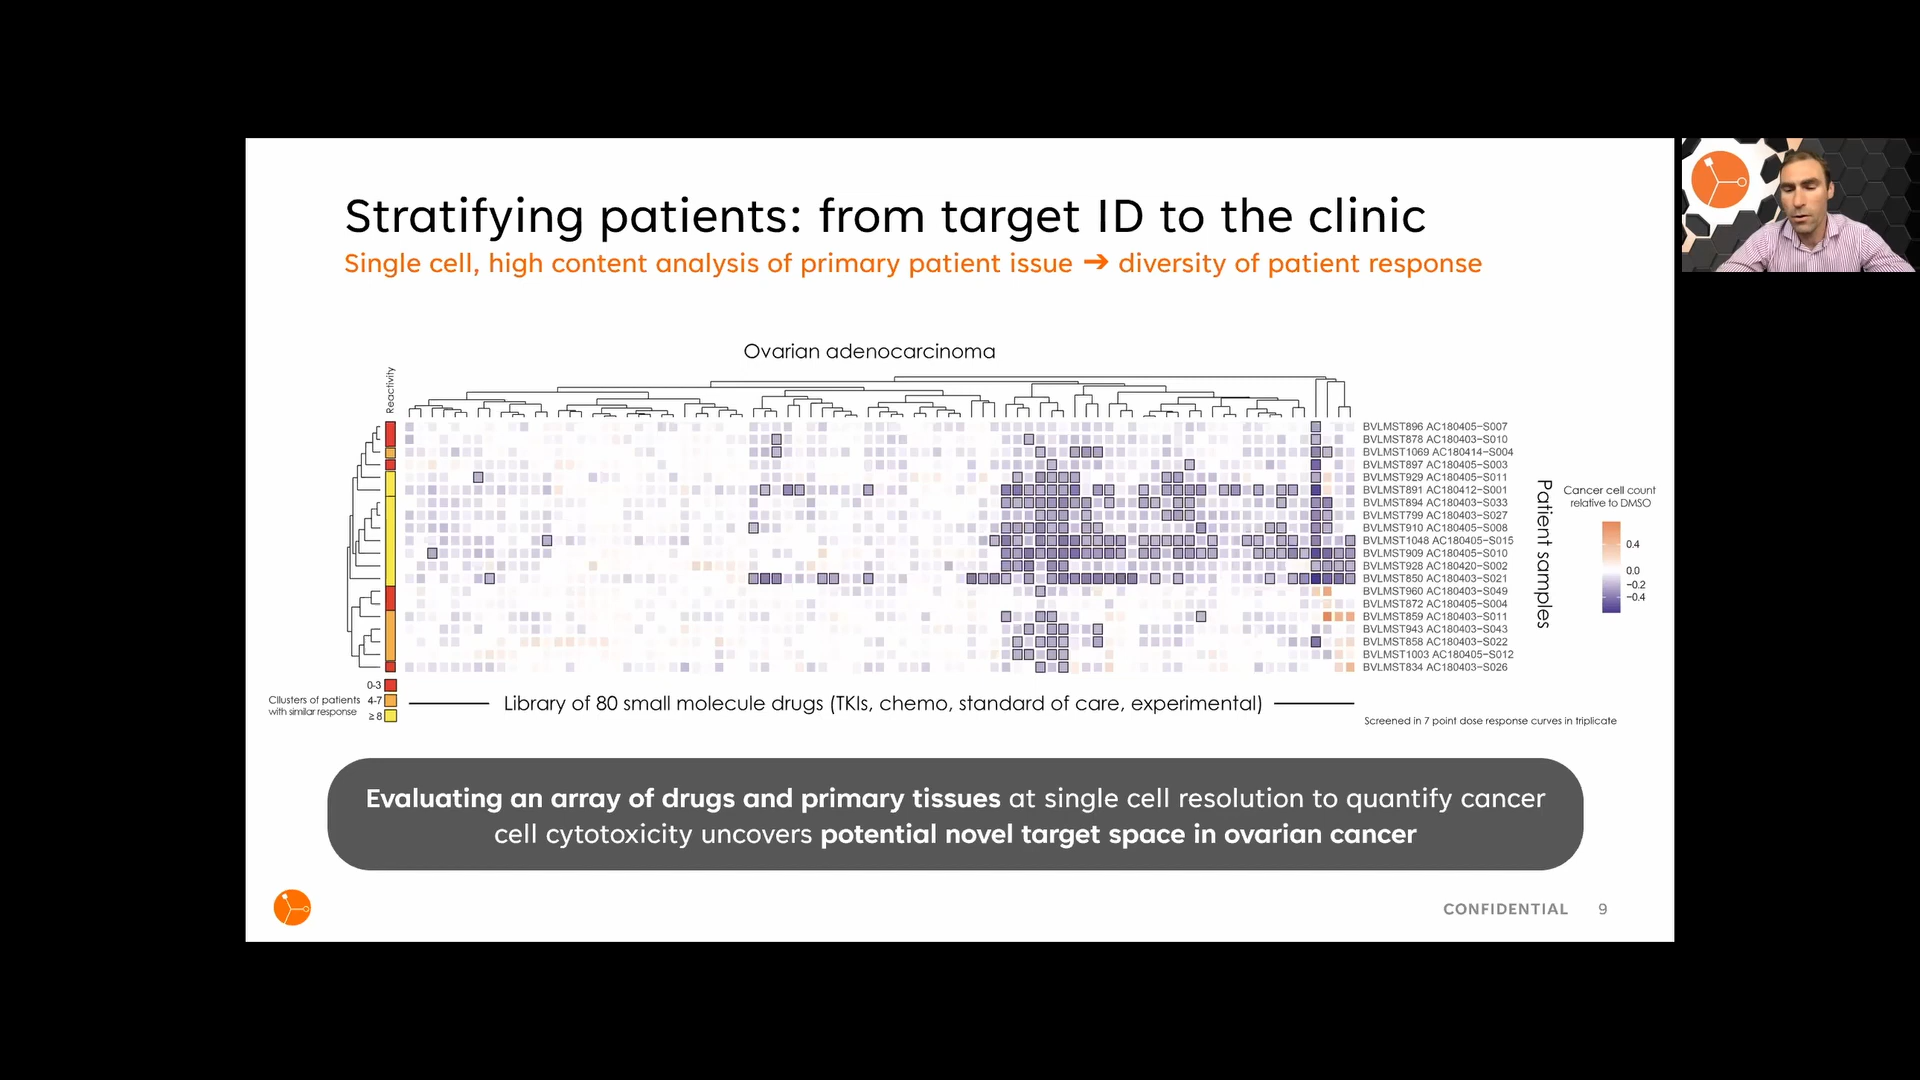 Stratifying patients: from target ID to the clinic
Single cell, high content analysis of primary patient issue → diversity of patient response
Ovarian adenocarcinoma
Reactivity
BVLMST896 AC180405-S007
BVLMST878 AC180403-S010
BVLMST1069 AC180414-S004
BVLMST897 AC180405-S003
BVLMST929 AC180405-S011
BVLMST891 AC180412-S001
BVLMST894 AC180403-S033
BVLMST799 AC180403-S027
BVLMST910 AC180405-S008
BVLMST1048 AC180405-S015
BVLMST909 AC180405-S010
BVLMST928 AC180420-S002
BVLMST850 AC180403-S021
BVLMST960 AC180403-S049
BVLMST872 AC180405-S004
BVLMST859 AC180403-S011
BVLMST943 AC180403-S043
BVLMST858 AC180403-S022
BVLMST1003 AC180405-S012
BVLMST834 AC180403-S026
Patient samples
Cancer cell count
relative to DMSO
0.4
0.0
-0.2
-0.4
Cllusters of patients
with similar response
0-3
4-7
≥ 8
Library of 80 small molecule drugs (TKIs, chemo, standard of care, experimental)
Screened in 7 point dose response curves in triplicate
Evaluating an array of drugs and primary tissues at single cell resolution to quantify cancer
cell cytotoxicity uncovers potential novel target space in ovarian cancer
CONFIDENTIAL 9